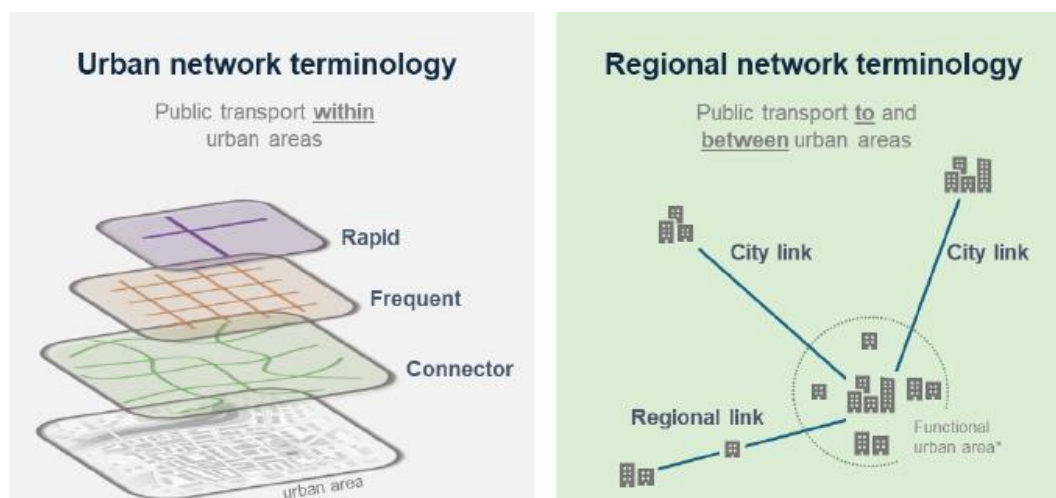 Urban network terminology
Public transport within
urban areas
Rapid
Frequent
Connector
urban area
Regional network terminology
Public transport to and
between urban areas
City link
City link
Regional link
Functional
urban area*